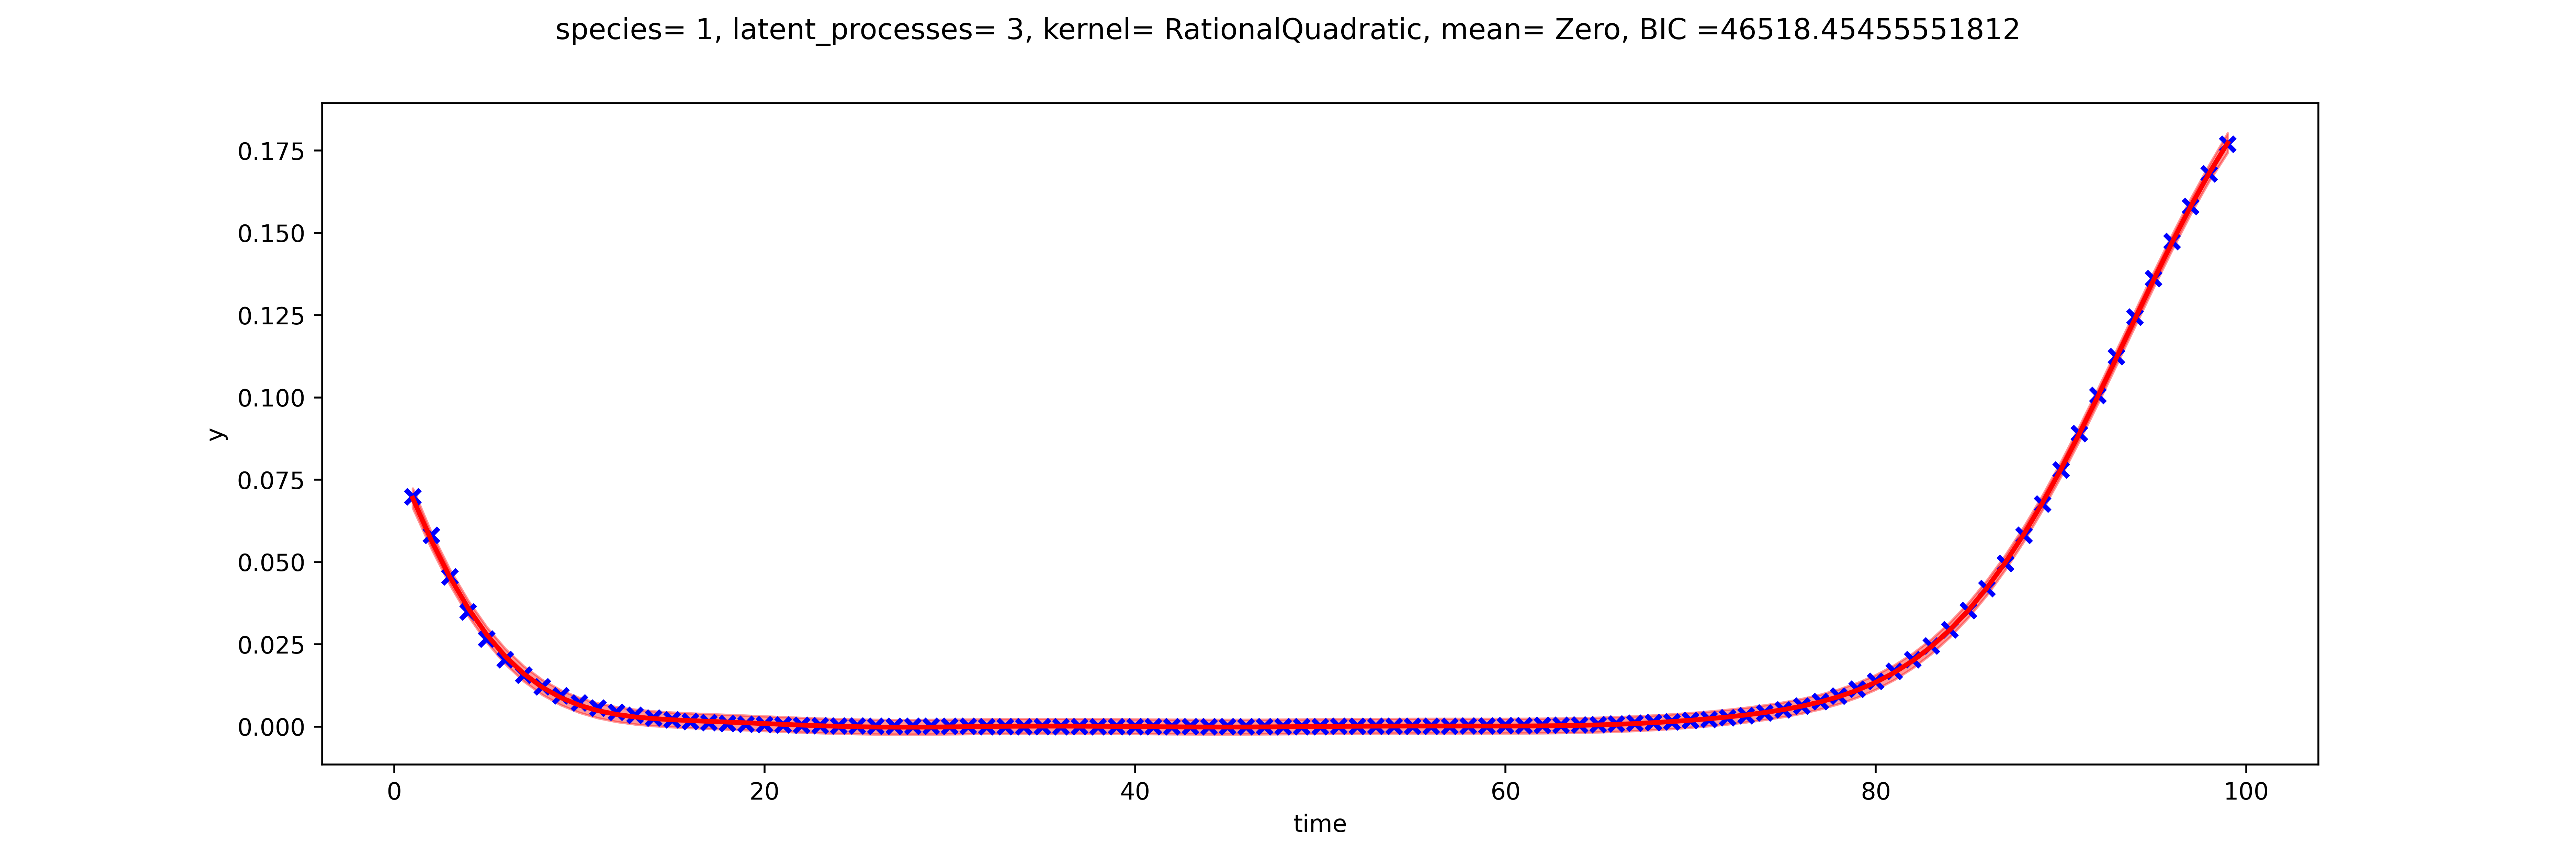 species= 1, latent_processes= 3, kernel= RationalQuadratic, mean= Zero, BIC =46518.45455551812
0.175
0.150
0.125
0.100
0.075
0.050
0.025
0.000
y
0 20 40 60 80 100
time